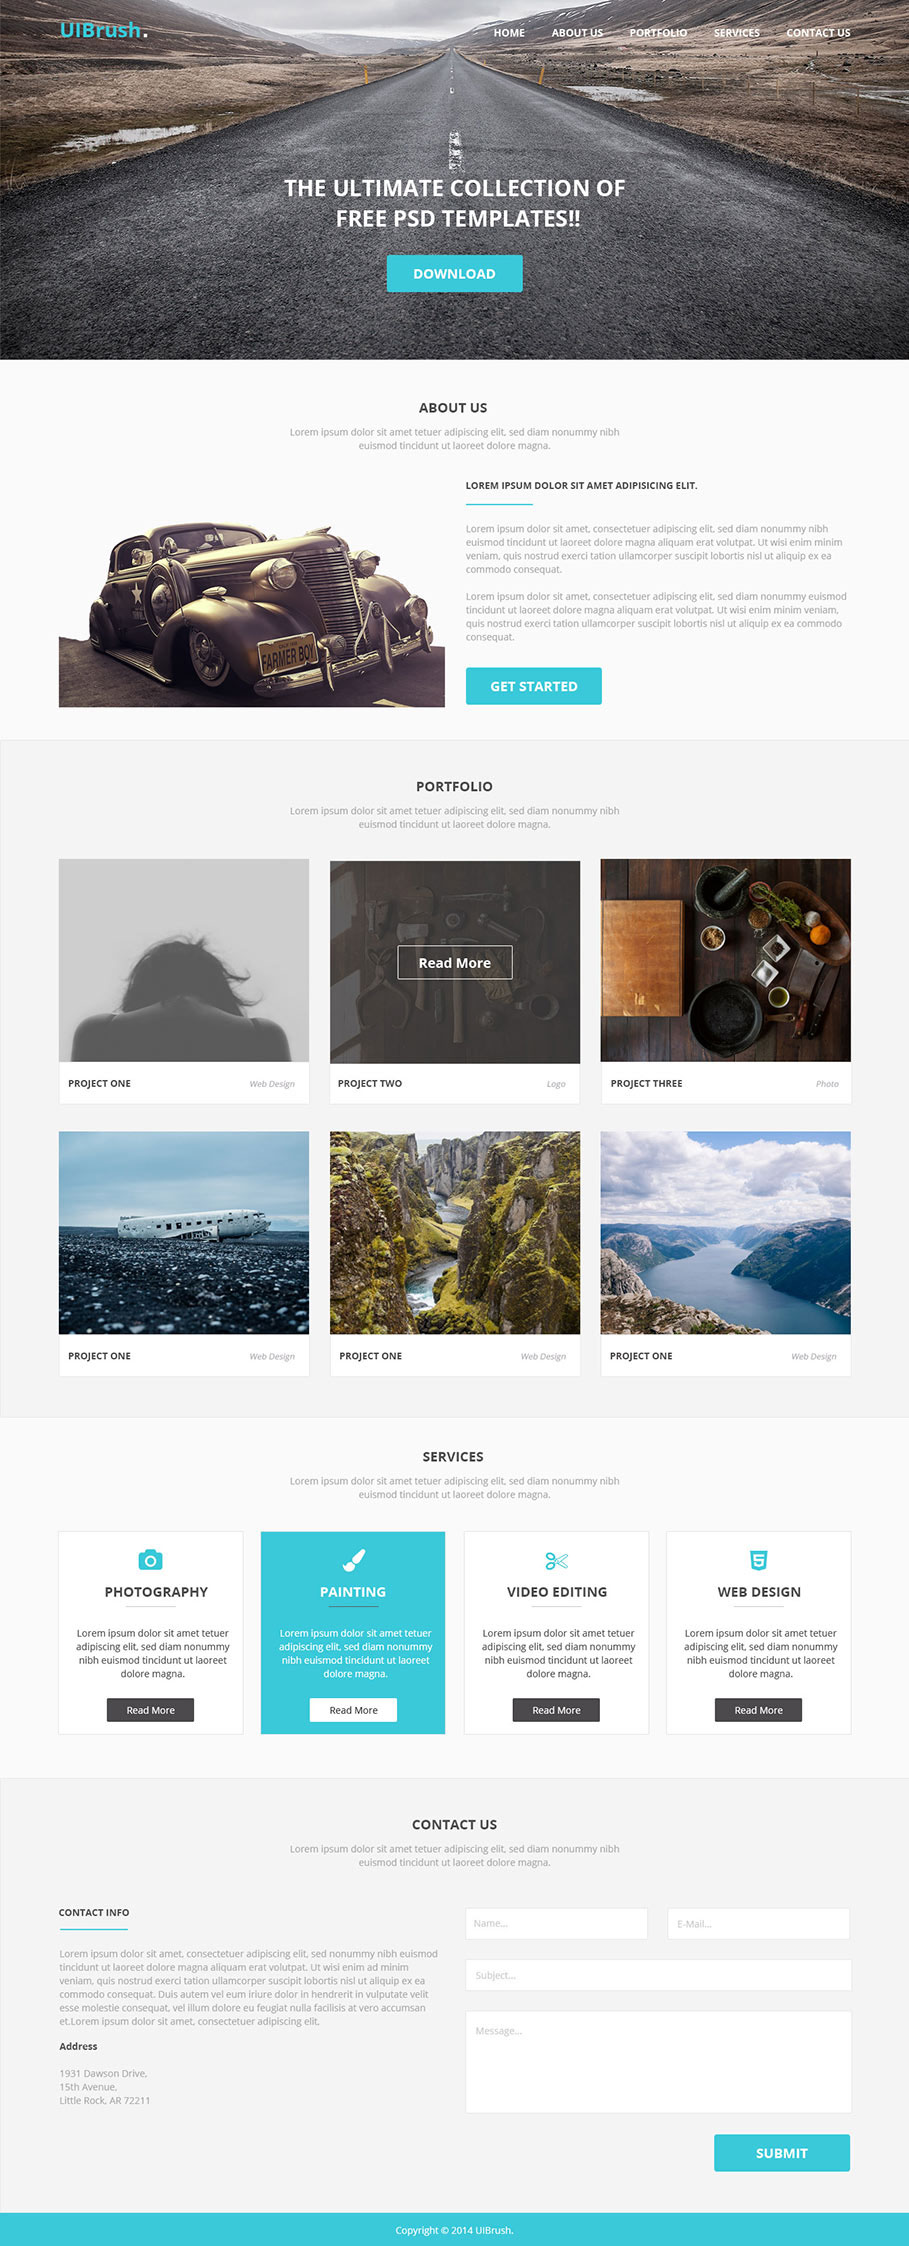 UIBrush.
HOME ABOUT US PORTFOLIO SERVICES CONTACT US
THE ULTIMATE COLLECTION OF
FREE PSD TEMPLATES!!
DOWNLOAD
ABOUT US
Lorem ipsum dolor sit amet tetuer adipiscing elit, sed diam nonummy nibh
euismod tincidunt ut laoreet dolore magna.
FARMER BOY
LOREM IPSUM DOLOR SIT AMET ADIPISICING ELIT.
Lorem ipsum dolor sit amet, consectetuer adipiscing elit, sed diam nonummy nibh
euismod tincidunt ut laoreet dolore magna aliquam erat volutpat. Ut wisi enim minim
veniam, quis nostrud exerci tation ullamcorper suscipit lobortis nisl ut aliquip ex ea
commodo consequat.
Lorem ipsum dolor sit amet, consectetuer adipiscing elit, sed diam nonummy euismod
tincidunt ut laoreet dolore magna aliquam erat volutpat. Ut wisi enim minim veniam,
quis nostrud exerci tation ullamcorper suscipit lobortis nisl ut aliquip ex ea commodo
consequat.
GET STARTED
PORTFOLIO
Lorem ipsum dolor sit amet tetuer adipiscing elit, sed diam nonummy nibh
euismod tincidunt ut laoreet dolore magna.
Read More
PROJECT ONE Web Design
PROJECT TWO Logo
PROJECT THREE Photo
PROJECT ONE Web Design
PROJECT ONE Web Design
PROJECT ONE Web Design
SERVICES
Lorem ipsum dolor sit amet tetuer adipiscing elit, sed diam nonummy nibh
euismod tincidunt ut laoreet dolore magna.
PHOTOGRAPHY
Lorem ipsum dolor sit amet tetuer
adipiscing elit, sed diam nonummy
nibh euismod tincidunt ut laoreet
dolore magna.
Read More
PAINTING
Lorem ipsum dolor sit amet tetuer
adipiscing elit, sed diam nonummy
nibh euismod tincidunt ut laoreet
dolore magna.
Read More
VIDEO EDITING
Lorem ipsum dolor sit amet tetuer
adipiscing elit, sed diam nonummy
nibh euismod tincidunt ut laoreet
dolore magna.
Read More
WEB DESIGN
Lorem ipsum dolor sit amet tetuer
adipiscing elit, sed diam nonummy
nibh euismod tincidunt ut laoreet
dolore magna.
Read More
CONTACT US
Lorem ipsum dolor sit amet tetuer adipiscing elit, sed diam nonummy nibh
euismod tincidunt ut laoreet dolore magna.
CONTACT INFO
Lorem ipsum dolor sit amet, consectetuer adipiscing elit, sed nonummy nibh euismod
tincidunt ut laoreet dolore magna aliquam erat volutpat. Ut wisi enim ad minim
veniam, quis nostrud exerci tation ullamcorper suscipit lobortis nisl ut aliquip ex ea
commodo consequat. Duis autem vel eum iriure dolor in hendrerit in vulputate velit
esse molestie consequat, vel illum dolore eu feugiat nulla facilisis at vero accumsan
et.Lorem ipsum dolor sit amet, consectetuer adipiscing elit,
Address
1931 Dawson Drive,
15th Avenue,
Little Rock, AR 72211
Name...
E-Mail...
Subject...
Message...
SUBMIT
Copyright © 2014 UIBrush.